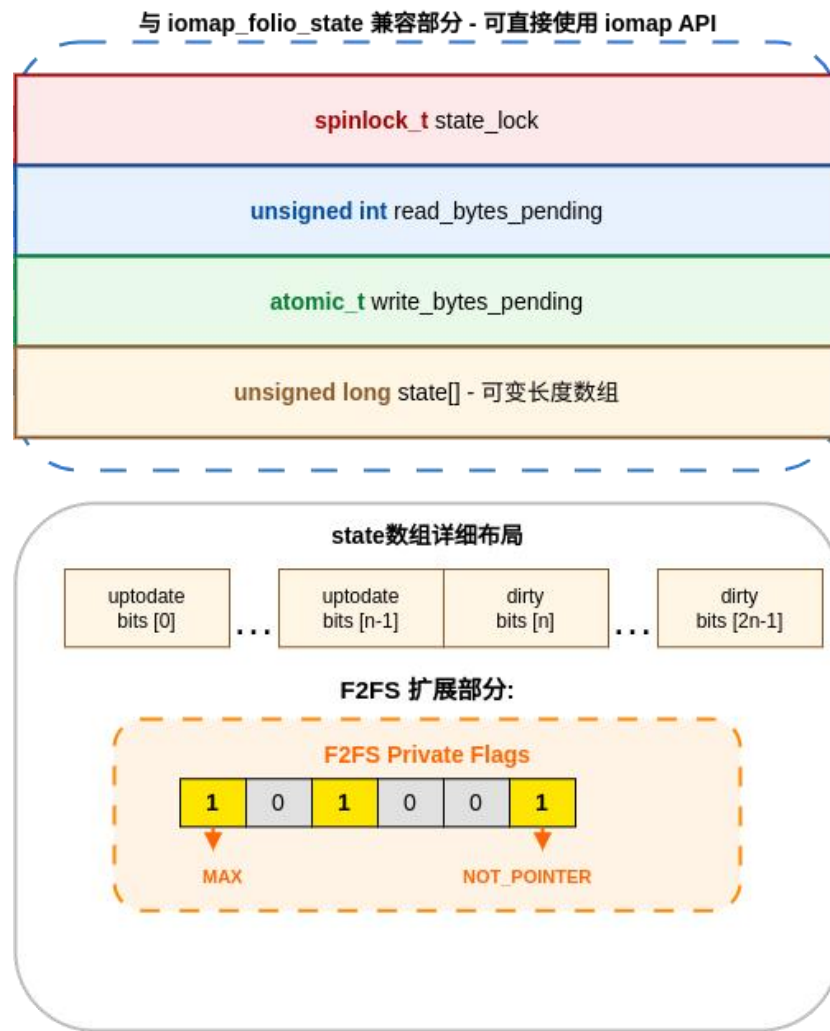 与 iomap_folio_state 兼容部分 - 可直接使用 iomap API
spinlock_t state_lock
unsigned int read_bytes_pending
atomic_t write_bytes_pending
unsigned long state[] - 可变长度数组
state数组详细布局
uptodate
bits [0]
...
uptodate
bits [n-1]
dirty
bits [n]
...
dirty
bits [2n-1]
F2FS 扩展部分:
F2FS Private Flags
1 0 1 0 0 1
MAX NOT_POINTER